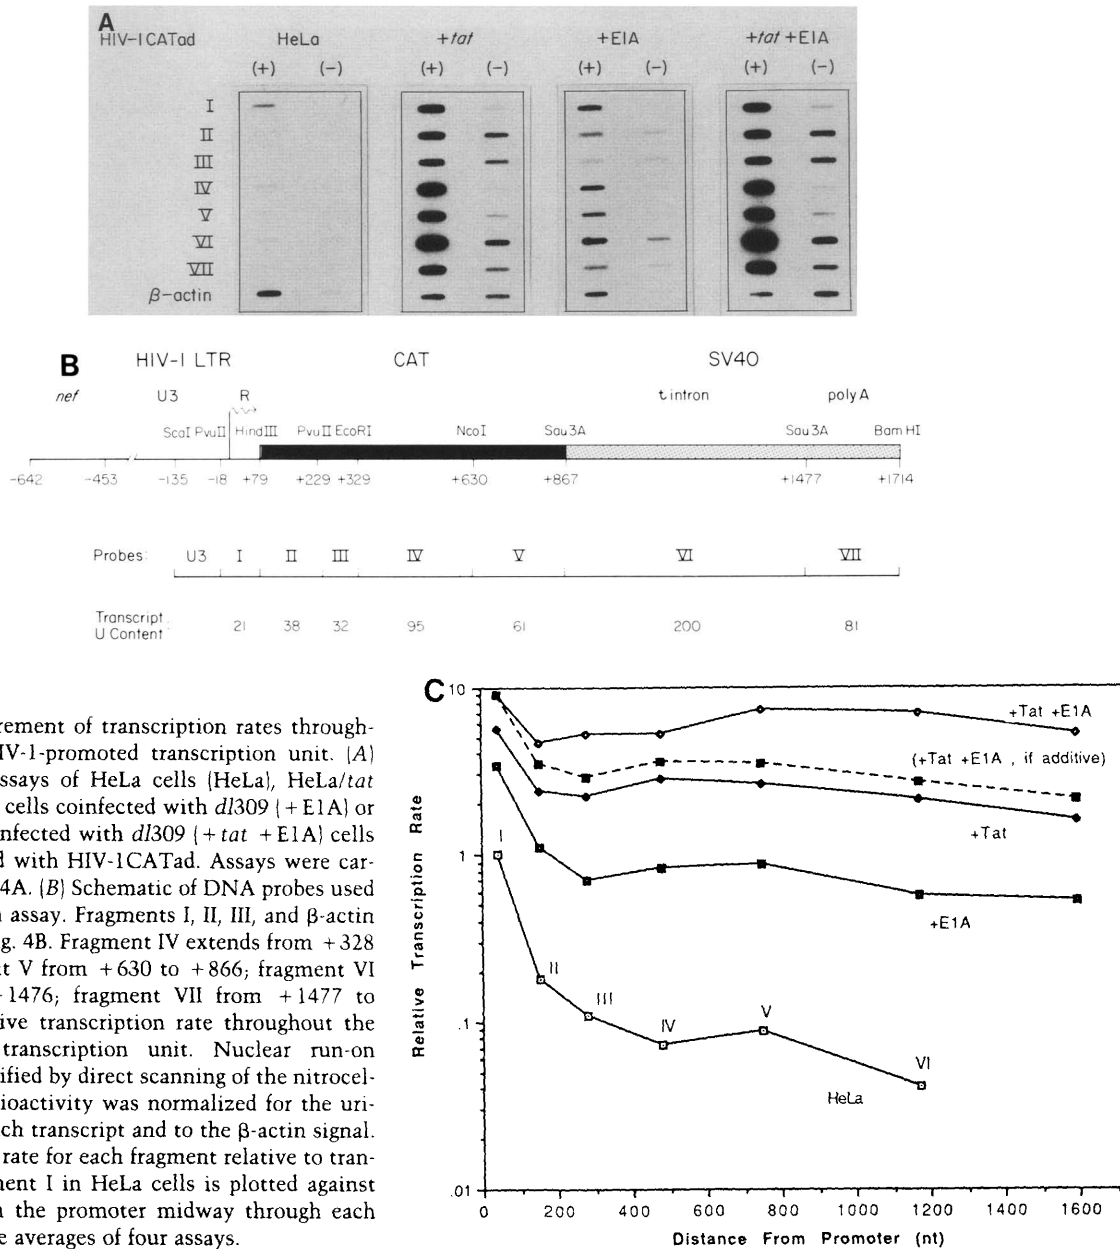 A
HIV-1 CATad HeLa +tat +E1A +tat +E1A
(+) (-) (+) (-) (+) (-) (+) (-)
I
II
III
IV
V
VI
VII
β-actin
B
HIV-1 LTR CAT SV40
nef U3 R t intron poly A
ScaI PvuII HindIII PvuII EcoRI NcoI Sau3A Sau3A BamHI
-642 -453 -135 -18 +79 +229 +329 +630 +867 +1477 +1714
Probes: U3 I II III IV V VI VII
Transcript U Content: 21 38 32 95 61 200 81
rement of transcription rates through-
IV-1-promoted transcription unit. (A)
ssays of HeLa cells (HeLa), HeLa/tat
cells coinfected with dl309 (+E1A) or
nfected with dl309 (+tat +E1A) cells
d with HIV-1CATad. Assays were car-
4A. (B) Schematic of DNA probes used
n assay. Fragments I, II, III, and β-actin
g. 4B. Fragment IV extends from +328
t V from +630 to +866; fragment VI
-1476; fragment VII from +1477 to
ive transcription rate throughout the
transcription unit. Nuclear run-on
ified by direct scanning of the nitrocel-
dioactivity was normalized for the uri-
ch transcript and to the β-actin signal.
rate for each fragment relative to tran-
nent I in HeLa cells is plotted against
n the promoter midway through each
e averages of four assays.
C
Relative Transcription Rate
10
1
.1
.01
+Tat +E1A
(+Tat +E1A , if additive)
+Tat
+E1A
I
II
III
IV
V
VI
HeLa
0 200 400 600 800 1000 1200 1400 1600
Distance From Promoter (nt)